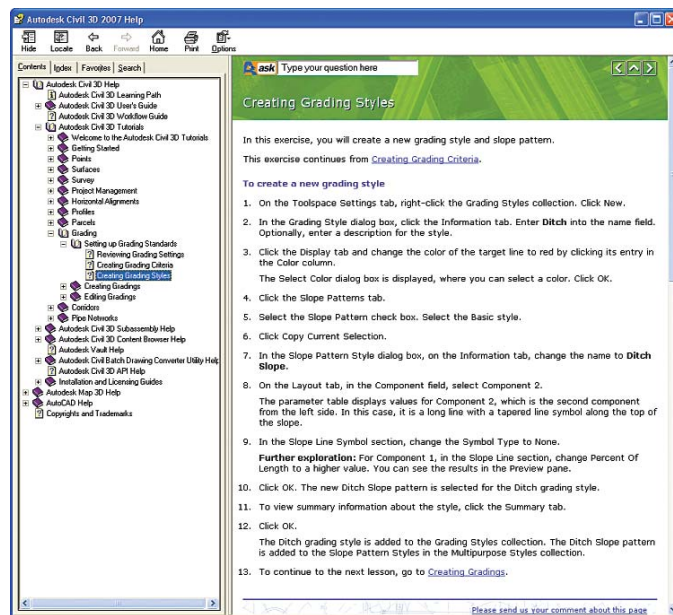 Autodesk Civil 3D 2007 Help
Hide Locate Back Forward Home Print Options
Contents Index Favorites Search
Autodesk Civil 3D Help
Autodesk Civil 3D Learning Path
Autodesk Civil 3D User's Guide
Autodesk Civil 3D Workflow Guide
Autodesk Civil 3D Tutorials
Welcome to the Autodesk Civil 3D Tutorials
Getting Started
Points
Surfaces
Survey
Project Management
Horizontal Alignments
Profiles
Parcels
Grading
Setting up Grading Standards
Reviewing Grading Settings
Creating Grading Criteria
Creating Grading Styles
Creating Gradings
Editing Gradings
Corridors
Pipe Networks
Autodesk Civil 3D Subassembly Help
Autodesk Civil 3D Content Browser Help
Autodesk Vault Help
Autodesk Civil Batch Drawing Converter Utility Help
Autodesk Civil 3D API Help
Installation and Licensing Guides
Autodesk Map 3D Help
AutoCAD Help
Copyrights and Trademarks
ask Type your question here
Creating Grading Styles
In this exercise, you will create a new grading style and slope pattern.
This exercise continues from Creating Grading Criteria.
To create a new grading style
1. On the Toolspace Settings tab, right-click the Grading Styles collection. Click New.
2. In the Grading Style dialog box, click the Information tab. Enter Ditch into the name field.
Optionally, enter a description for the style.
3. Click the Display tab and change the color of the target line to red by clicking its entry in
the Color column.
The Select Color dialog box is displayed, where you can select a color. Click OK.
4. Click the Slope Patterns tab.
5. Select the Slope Pattern check box. Select the Basic style.
6. Click Copy Current Selection.
7. In the Slope Pattern Style dialog box, on the Information tab, change the name to Ditch
Slope.
8. On the Layout tab, in the Component field, select Component 2.
The parameter table displays values for Component 2, which is the second component
from the left side. In this case, it is a long line with a tapered line symbol along the top of
the slope.
9. In the Slope Line Symbol section, change the Symbol Type to None.
Further exploration: For Component 1, in the Slope Line section, change Percent Of
Length to a higher value. You can see the results in the Preview pane.
10. Click OK. The new Ditch Slope pattern is selected for the Ditch grading style.
11. To view summary information about the style, click the Summary tab.
12. Click OK.
The Ditch grading style is added to the Grading Styles collection. The Ditch Slope pattern
is added to the Slope Pattern Styles in the Multipurpose Styles collection.
13. To continue to the next lesson, go to Creating Gradings.
Please send us your comment about this page